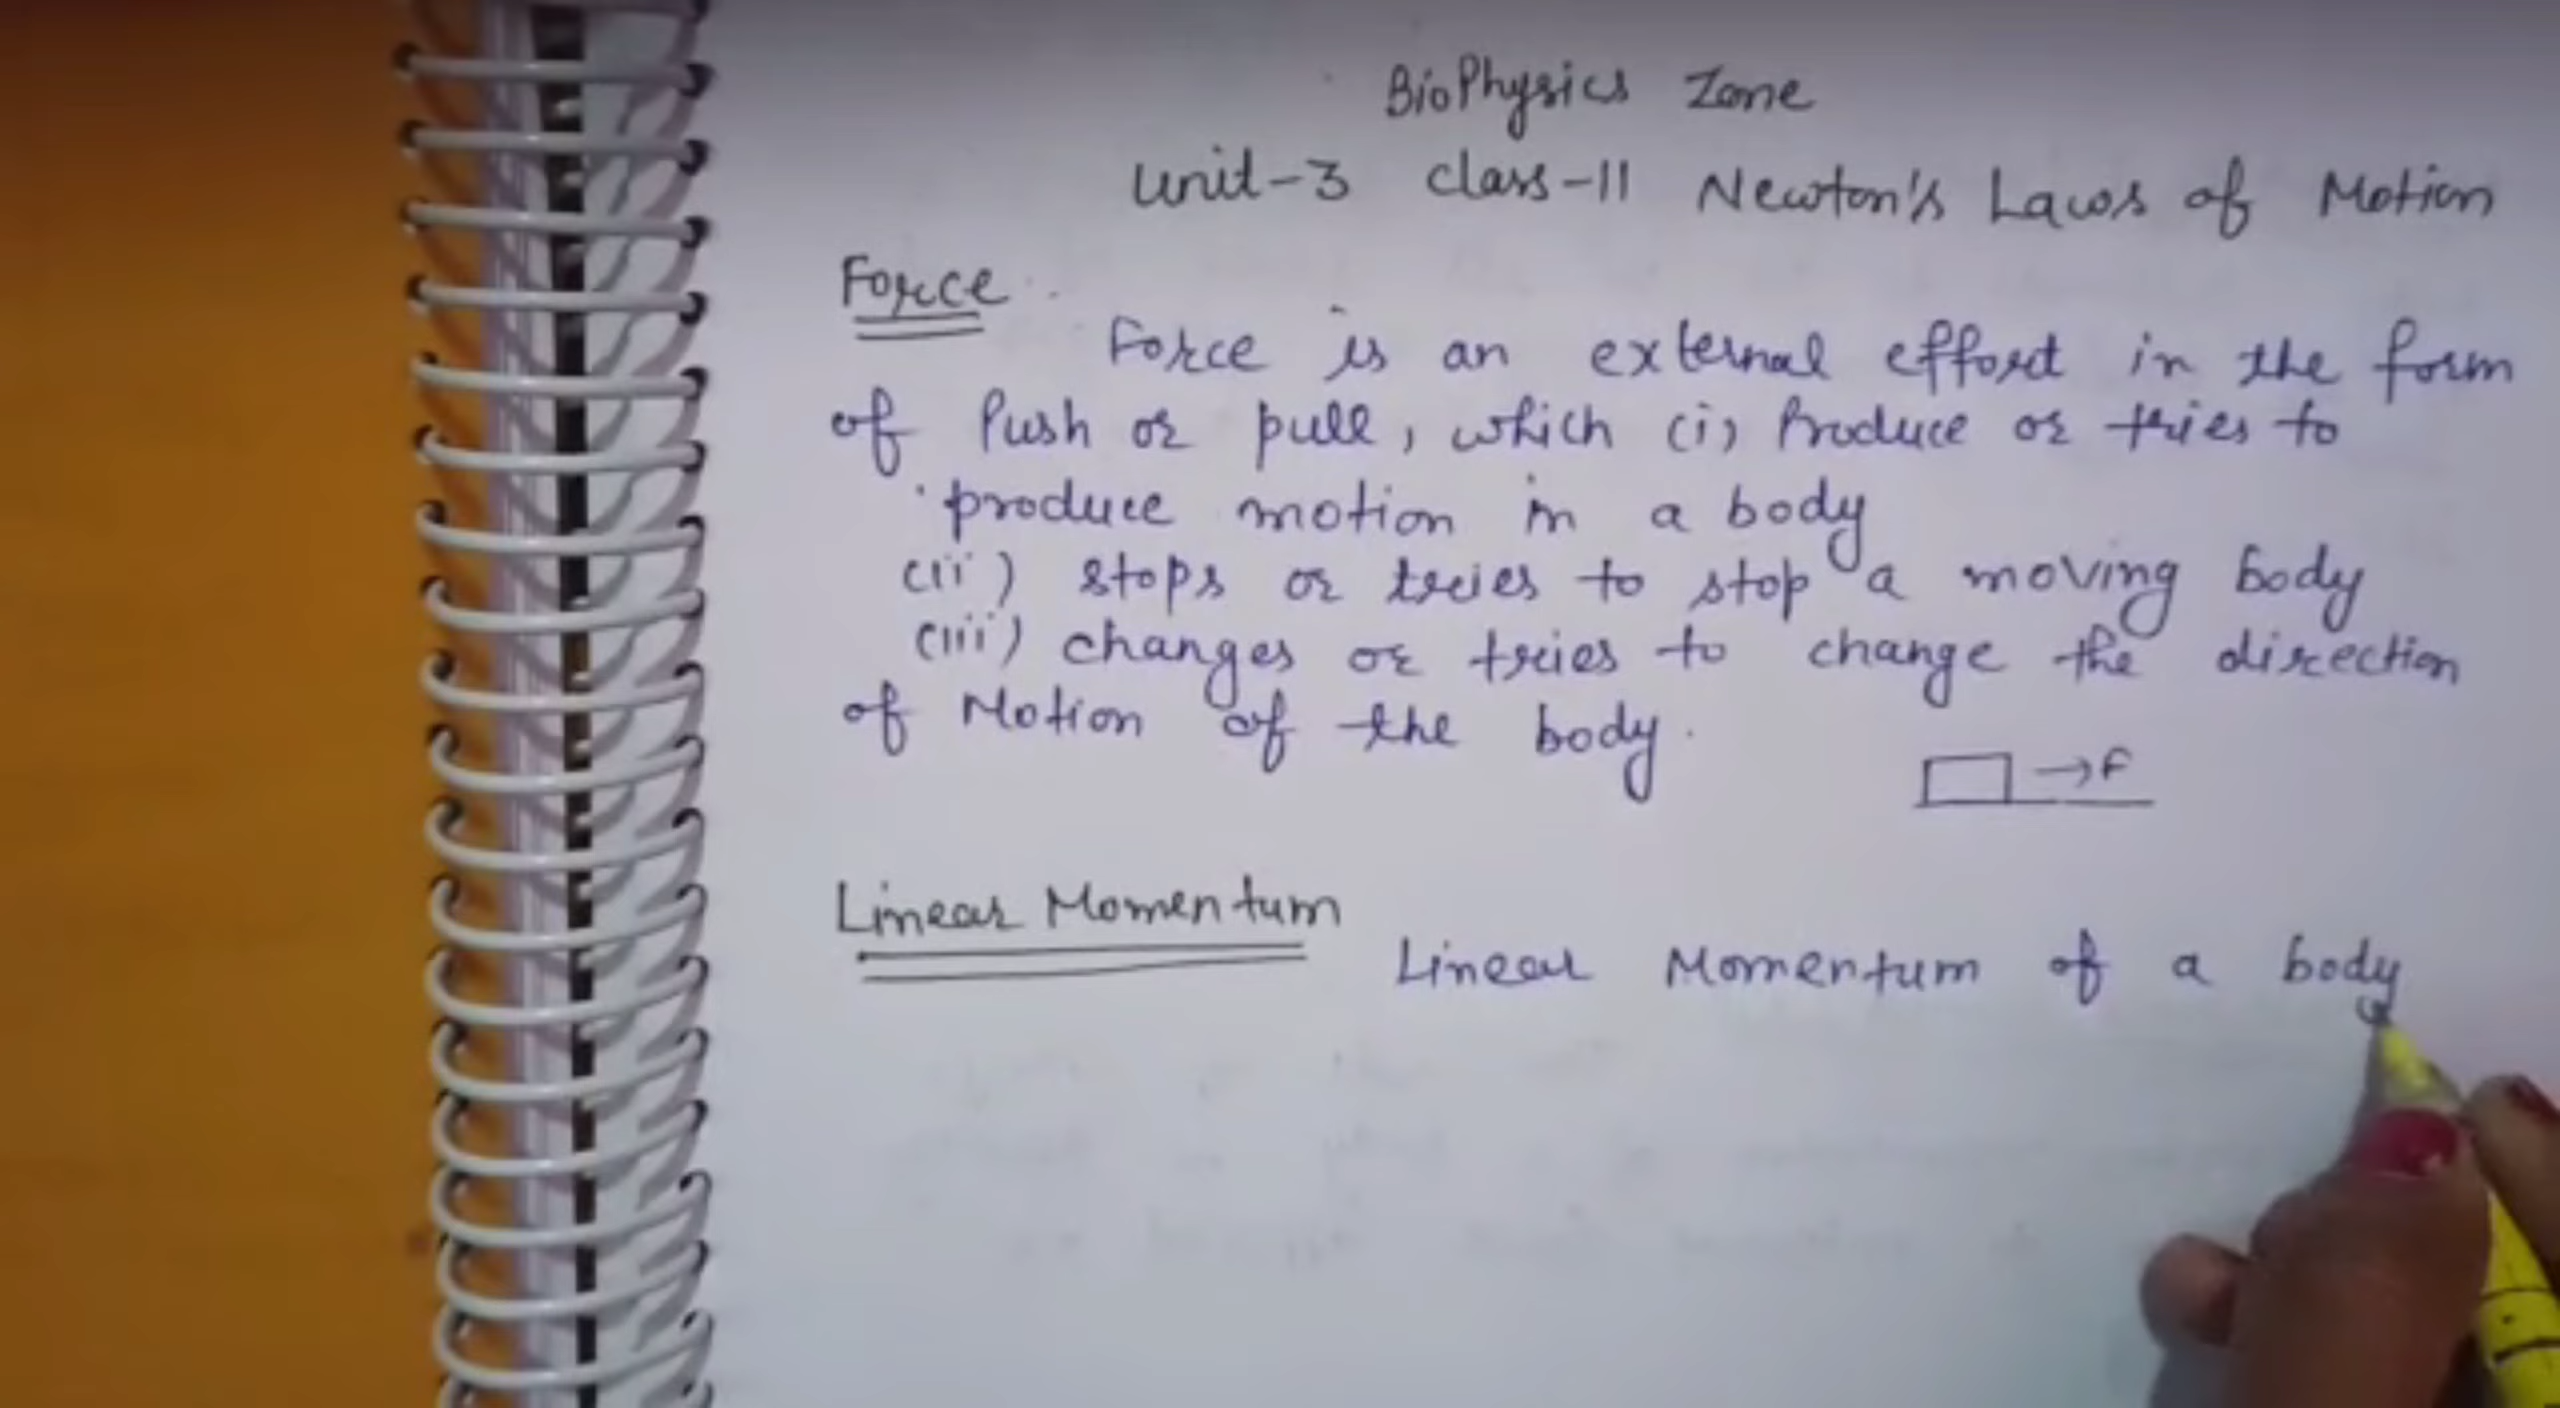 BioPhysics Zone
Unit-3 class-11 Newton's Laws of Motion
Force
Force is an external effort in the form
of Push or pull, which (i) Produce or tries to
produce motion in a body
(ii) stops or tries to stop a moving body
(iii) changes or tries to change the direction
of Motion of the body.
→F
Linear Momentum
Linear Momentum of a body